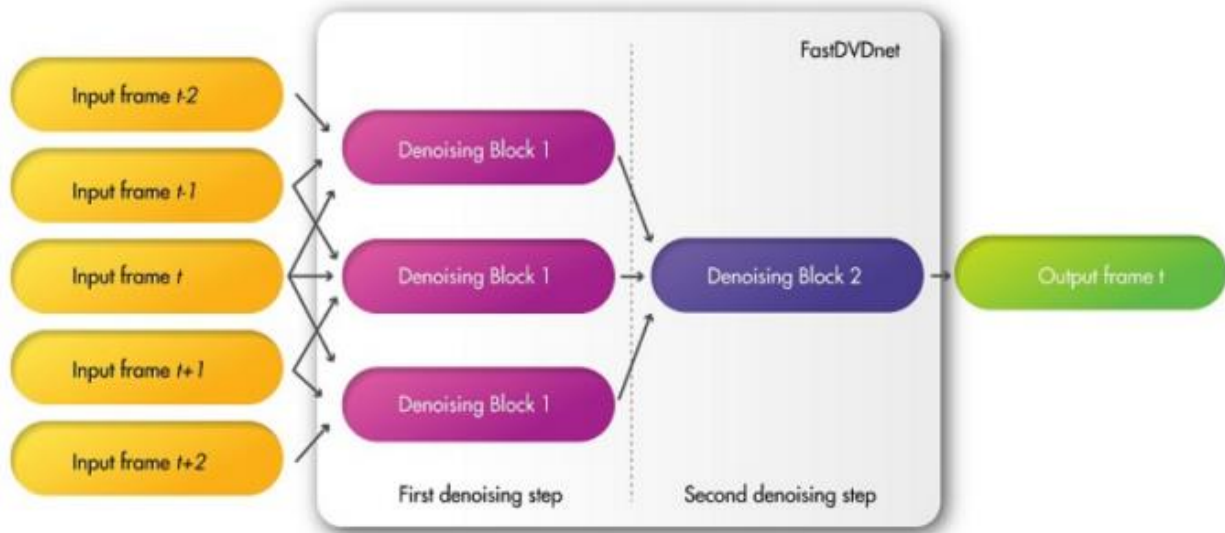 FastDVDnet
Input frame t-2
Input frame t-1
Input frame t
Input frame t+1
Input frame t+2
Denoising Block 1
Denoising Block 1
Denoising Block 1
Denoising Block 2
Output frame t
First denoising step
Second denoising step